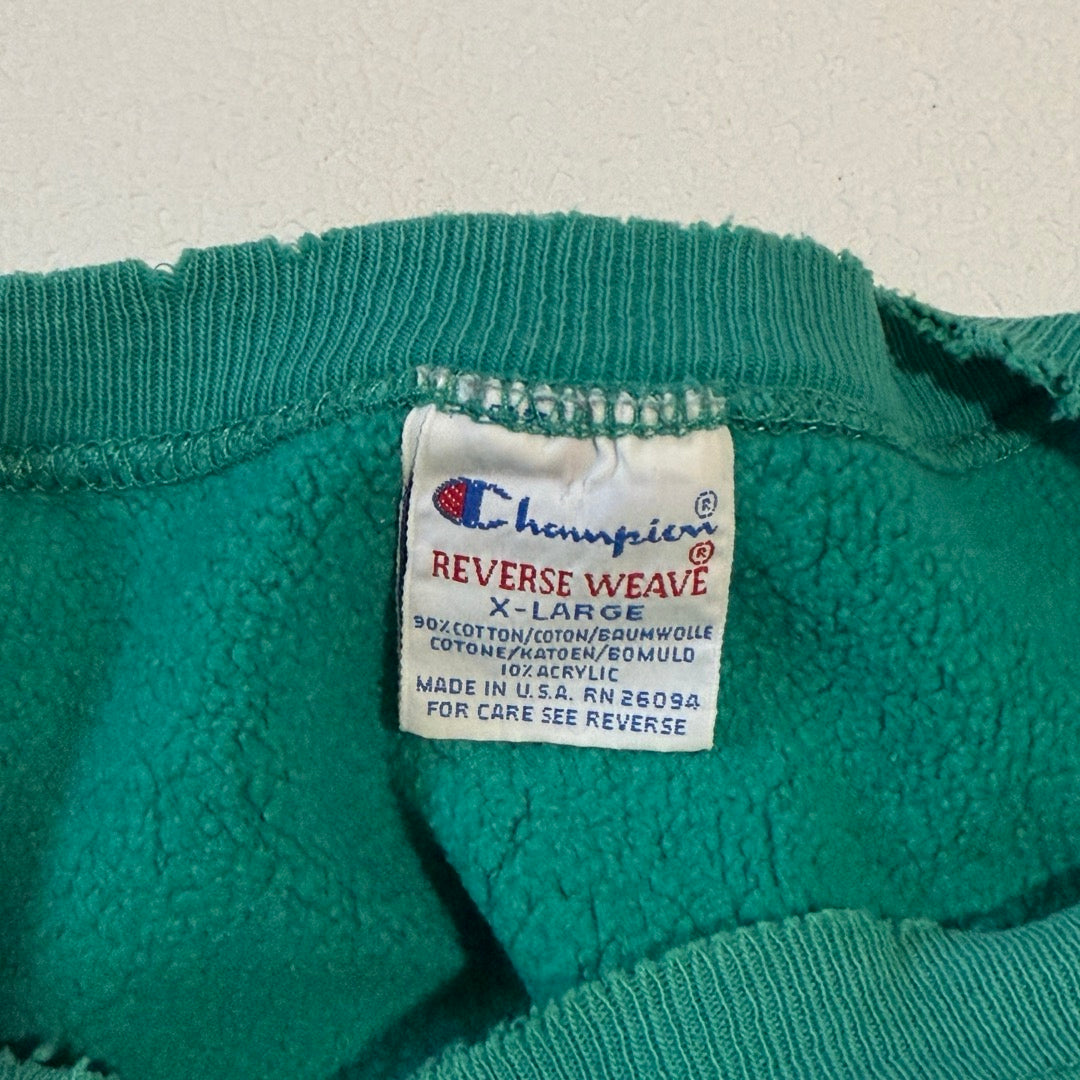 Champion®
REVERSE WEAVE®
X-LARGE
90% COTTON/COTON/BAUMWOLLE
COTONE/KATOEN/BOMULD
10% ACRYLIC
MADE IN U.S.A. RN 26094
FOR CARE SEE REVERSE